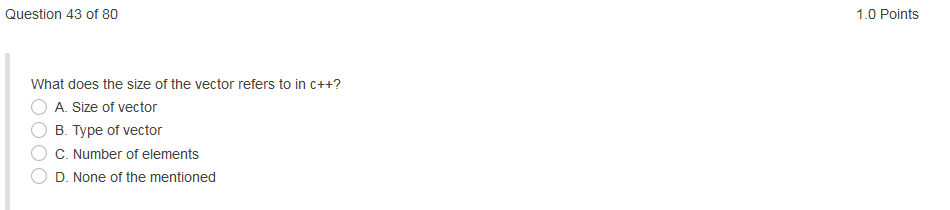 Question 43 of 80
1.0 Points
What does the size of the vector refers to in c++?
A. Size of vector
B. Type of vector
C. Number of elements
D. None of the mentioned